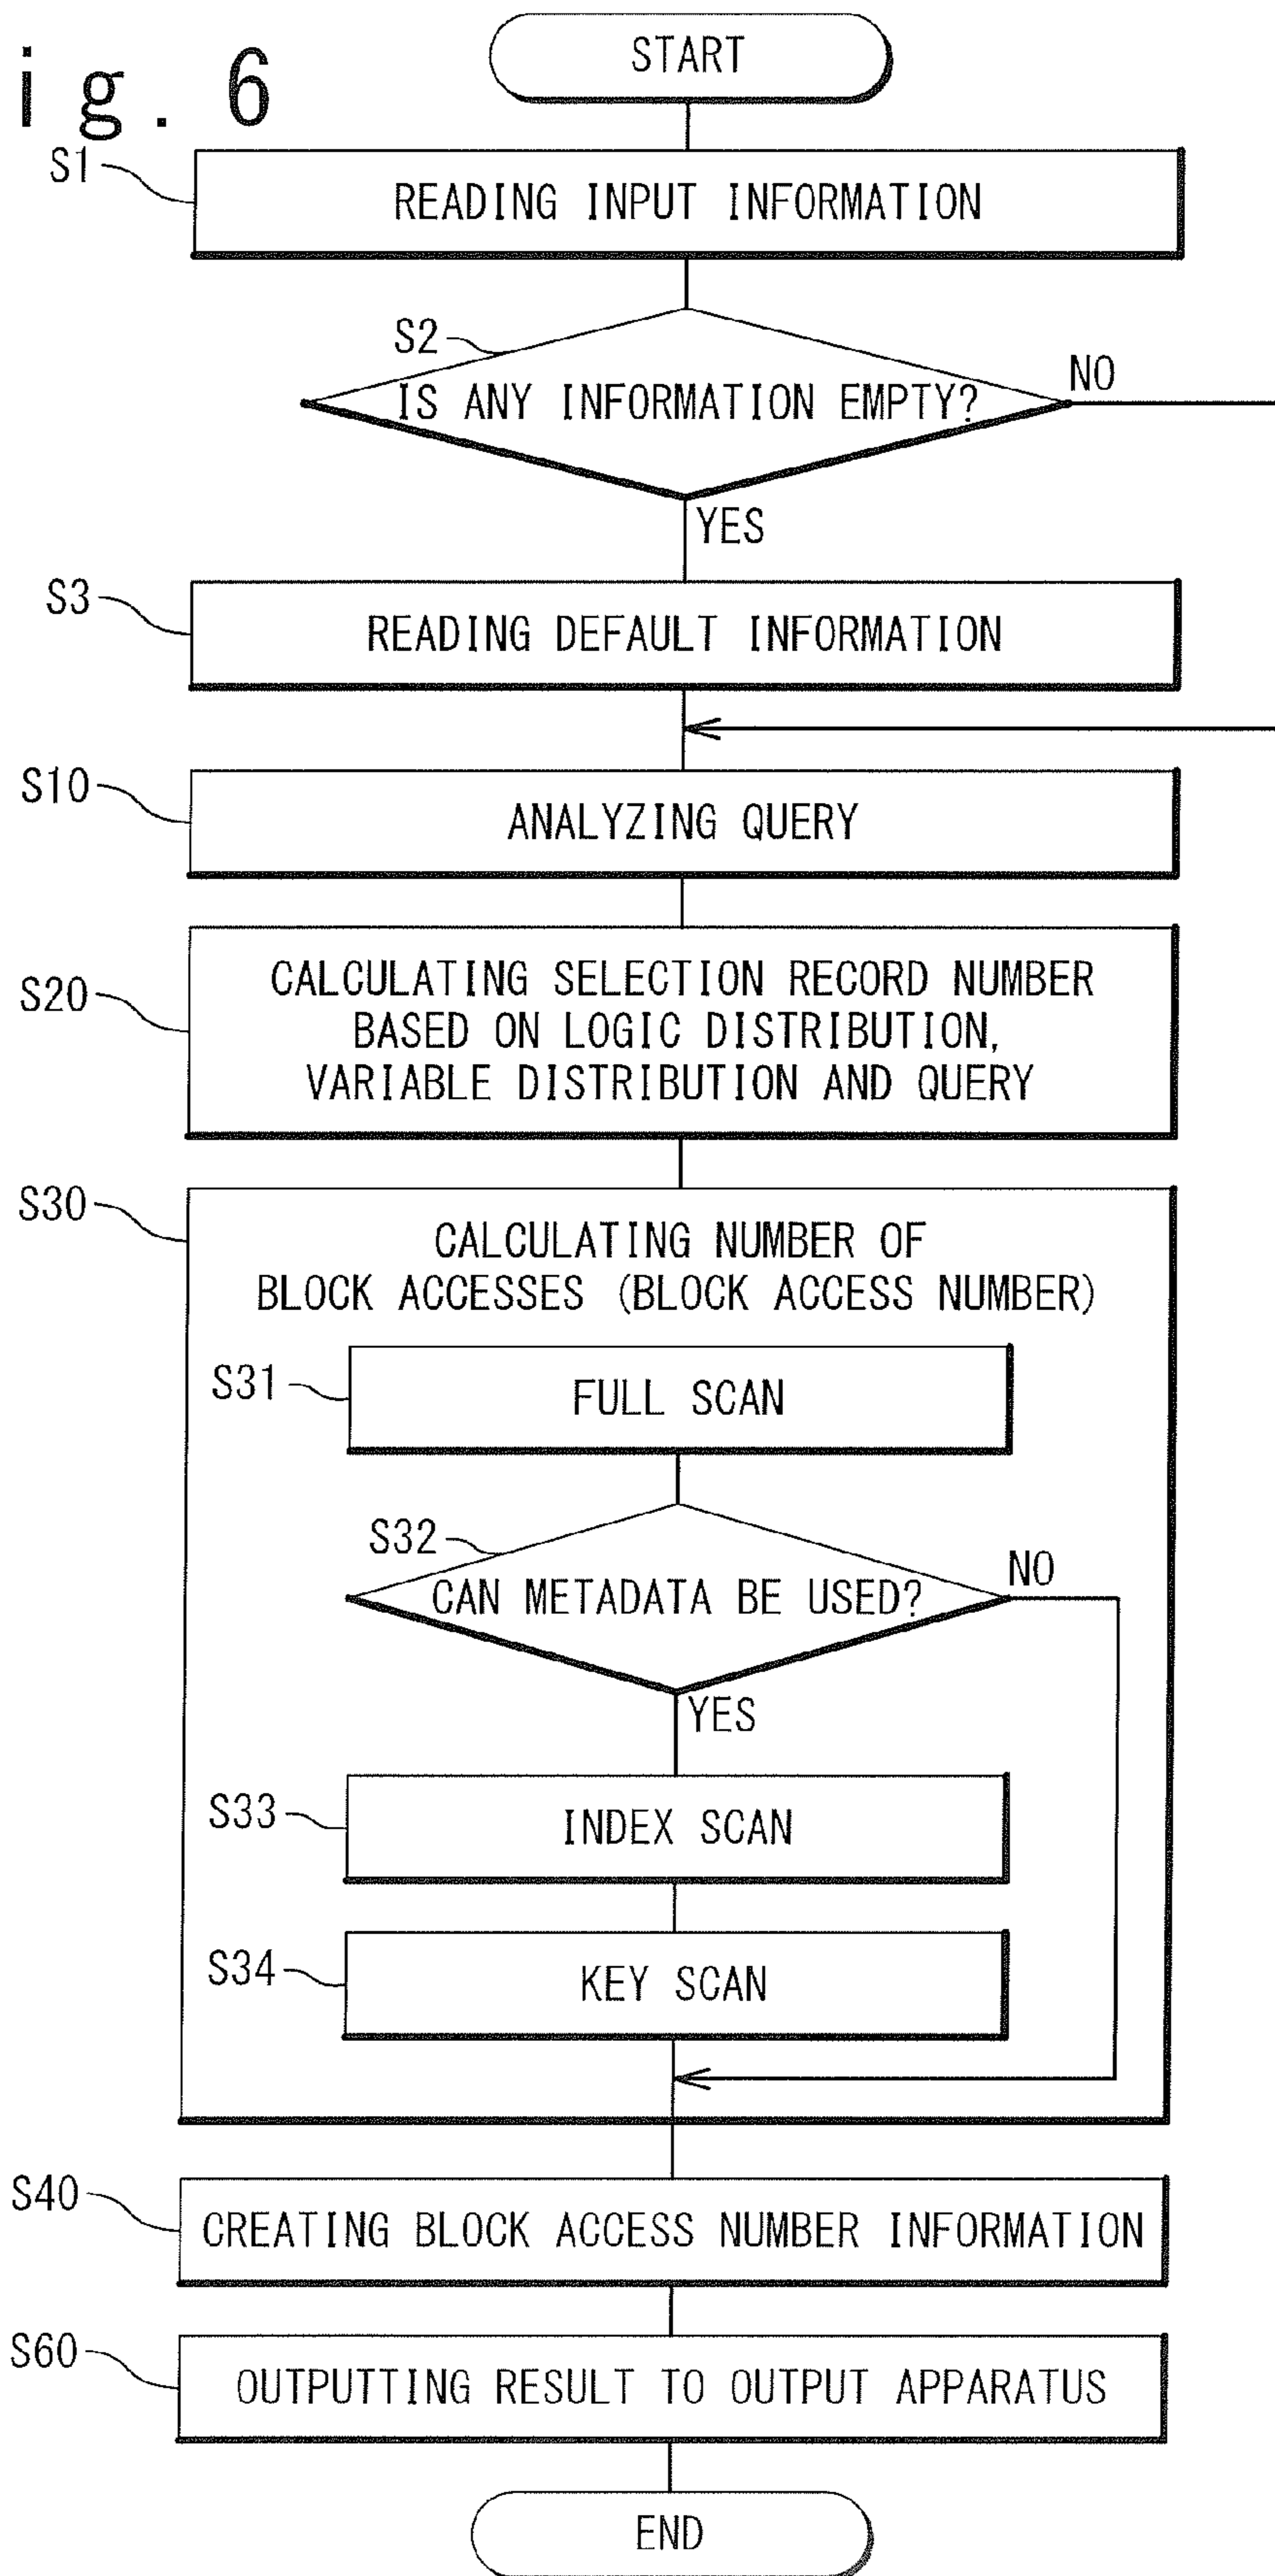 ig. 6
START
S1
READING INPUT INFORMATION
S2
IS ANY INFORMATION EMPTY?
NO
YES
S3
READING DEFAULT INFORMATION
S10
ANALYZING QUERY
S20
CALCULATING SELECTION RECORD NUMBER
BASED ON LOGIC DISTRIBUTION,
VARIABLE DISTRIBUTION AND QUERY
S30
CALCULATING NUMBER OF
BLOCK ACCESSES (BLOCK ACCESS NUMBER)
S31
FULL SCAN
S32
CAN METADATA BE USED?
NO
YES
S33
INDEX SCAN
S34
KEY SCAN
S40
CREATING BLOCK ACCESS NUMBER INFORMATION
S60
OUTPUTTING RESULT TO OUTPUT APPARATUS
END